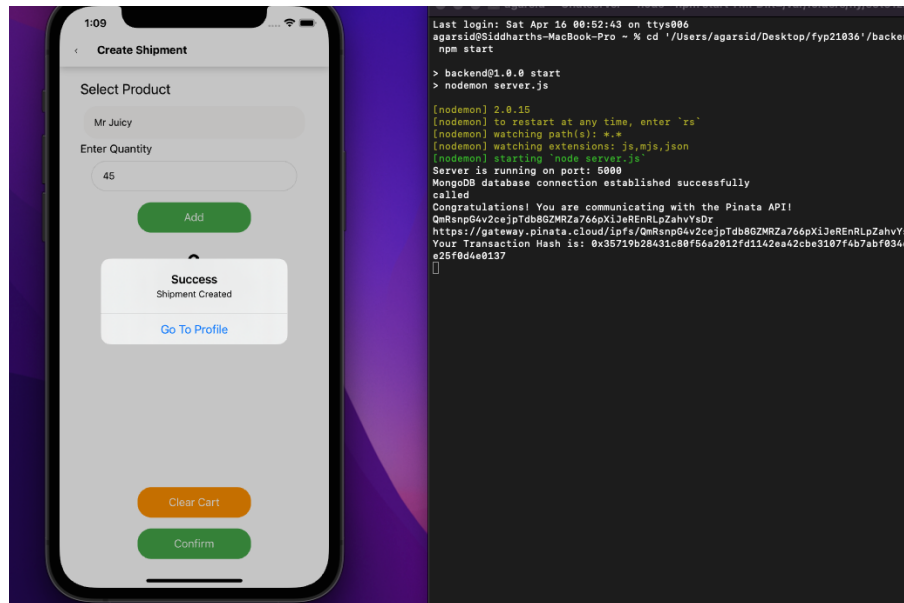 1:09
Create Shipment
Select Product
Mr Juicy
Enter Quantity
45
Add
Success
Shipment Created
Go To Profile
Clear Cart
Confirm
Last login: Sat Apr 16 00:52:43 on ttys006
agarsid@Siddharths-MacBook-Pro ~ % cd '/Users/agarsid/Desktop/fyp21036'/backen
npm start
> backend@1.0.0 start
> nodemon server.js
[nodemon] 2.0.15
[nodemon] to restart at any time, enter `rs`
[nodemon] watching path(s): *.*
[nodemon] watching extensions: js,mjs,json
[nodemon] starting `node server.js`
Server is running on port: 5000
MongoDB database connection established successfully
called
Congratulations! You are communicating with the Pinata API!
QmRsnpG4v2cejpTdb8GZMRZa766pXiJeREnRLpZahvYsDr
https://gateway.pinata.cloud/ipfs/QmRsnpG4v2cejpTdb8GZMRZa766pXiJeREnRLpZahvYs
Your Transaction Hash is: 0x35719b28431c80f56a2012fd1142ea42cbe3107f4b7abf034
e25f0d4e0137